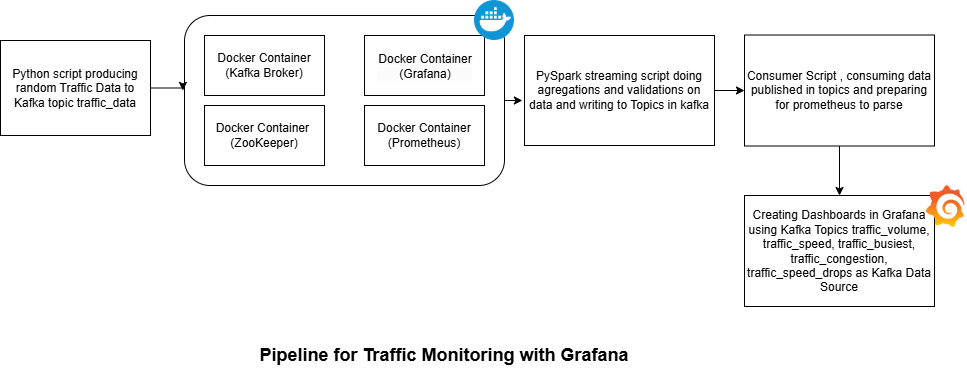 Python script producing
random Traffic Data to
Kafka topic traffic_data
Docker Container
(Kafka Broker)
Docker Container
(Grafana)
Docker Container
(ZooKeeper)
Docker Container
(Prometheus)
PySpark streaming script doing
agregations and validations on
data and writing to Topics in kafka
Consumer Script , consuming data
published in topics and preparing
for prometheus to parse
Creating Dashboards in Grafana
using Kafka Topics traffic_volume,
traffic_speed, traffic_busiest,
traffic_congestion,
traffic_speed_drops as Kafka Data
Source
Pipeline for Traffic Monitoring with Grafana